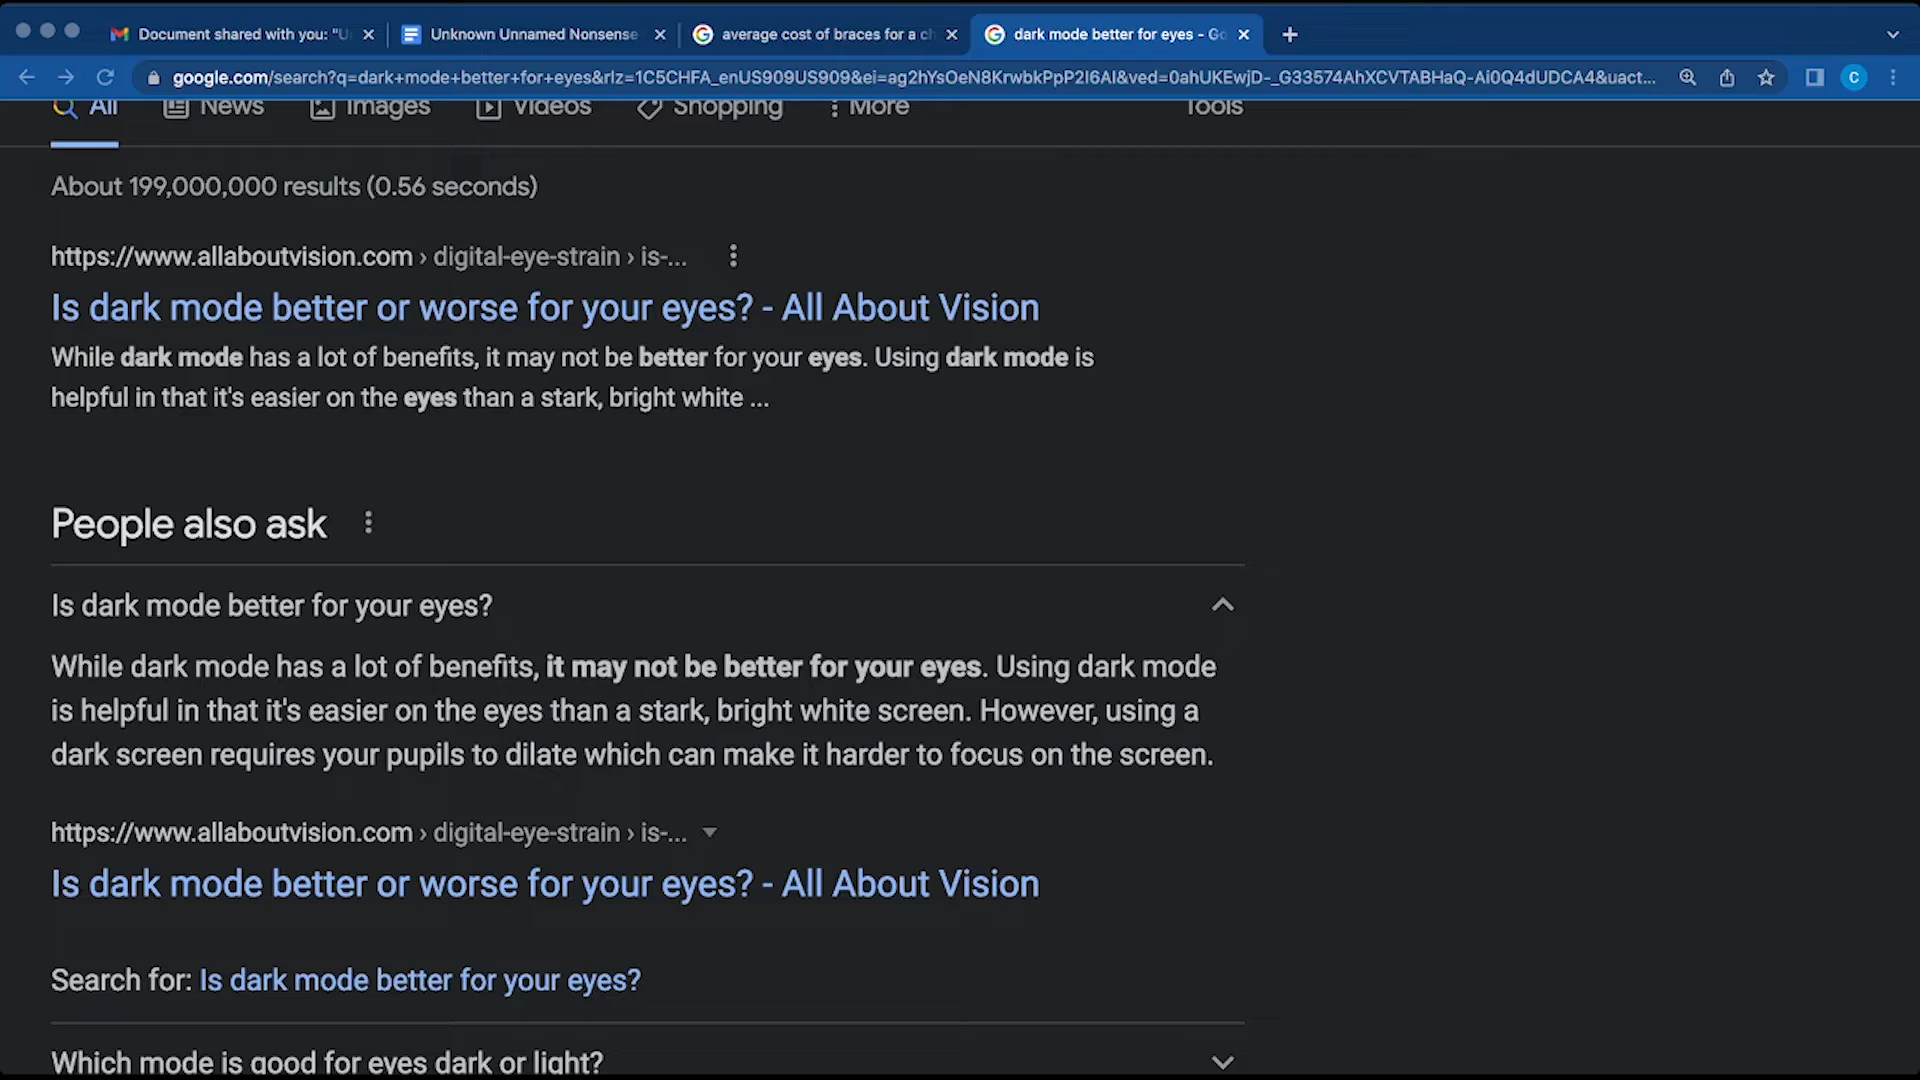 Document shared with you: "U
Unknown Unnamed Nonsense
average cost of braces for a ch
dark mode better for eyes - Go
google.com/search?q=dark+mode+better+for+eyes&rlz=1C5CHFA_enUS909US909&ei=ag2hYsOeN8KrwbkPpP2I6AI&ved=0ahUKEwjD-_G33574AhXCVTABHaQ-Ai0Q4dUDCA4&uact...
C
All
News
Images
Videos
Shopping
More
Tools
About 199,000,000 results (0.56 seconds)
https://www.allaboutvision.com › digital-eye-strain › is-...
Is dark mode better or worse for your eyes? - All About Vision
While dark mode has a lot of benefits, it may not be better for your eyes. Using dark mode is
helpful in that it's easier on the eyes than a stark, bright white ...
People also ask
Is dark mode better for your eyes?
While dark mode has a lot of benefits, it may not be better for your eyes. Using dark mode
is helpful in that it's easier on the eyes than a stark, bright white screen. However, using a
dark screen requires your pupils to dilate which can make it harder to focus on the screen.
https://www.allaboutvision.com › digital-eye-strain › is-...
Is dark mode better or worse for your eyes? - All About Vision
Search for: Is dark mode better for your eyes?
Which mode is good for eyes dark or light?